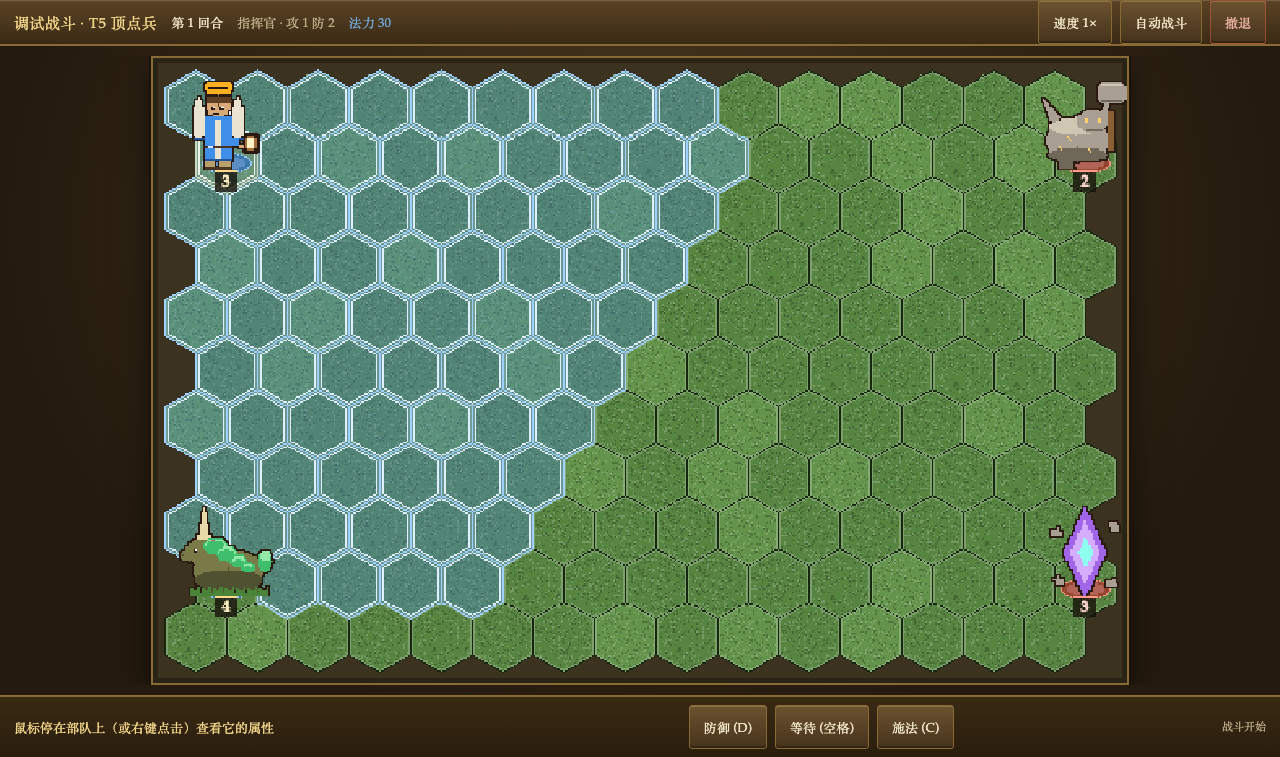 调试战斗 · T5 顶点兵 第 1 回合 指挥官 · 攻 1 防 2 法力 30 速度 1× 自动战斗 撤退
3
2
4
3
鼠标停在部队上（或右键点击）查看它的属性 防御 (D) 等待 (空格) 施法 (C) 战斗开始